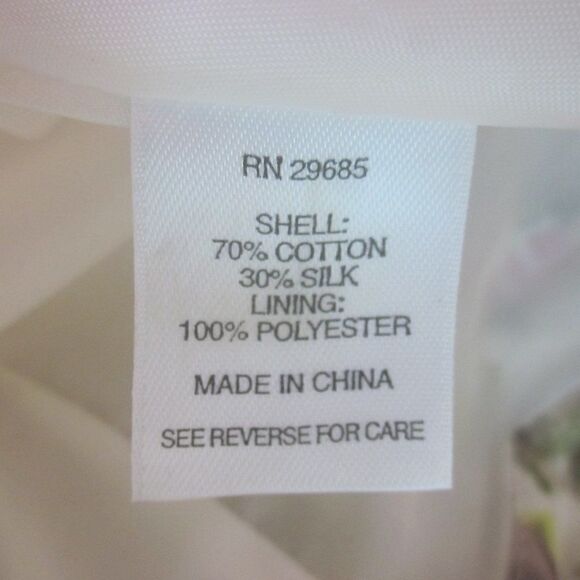 RN 29685
SHELL:
70% COTTON
30% SILK
LINING:
100% POLYESTER
MADE IN CHINA
SEE REVERSE FOR CARE